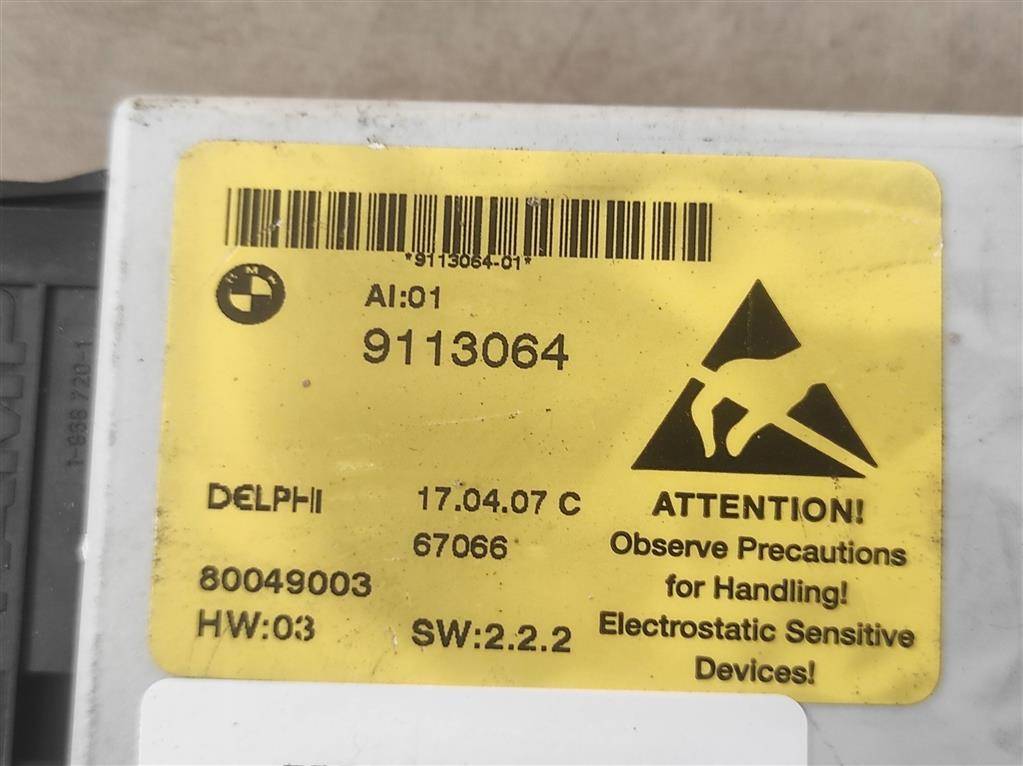 *9113064-01*
BMW
AI:01
9113064
DELPHI
17.04.07 C
67066
80049003
HW:03
SW:2.2.2
ATTENTION!
Observe Precautions
for Handling!
Electrostatic Sensitive
Devices!